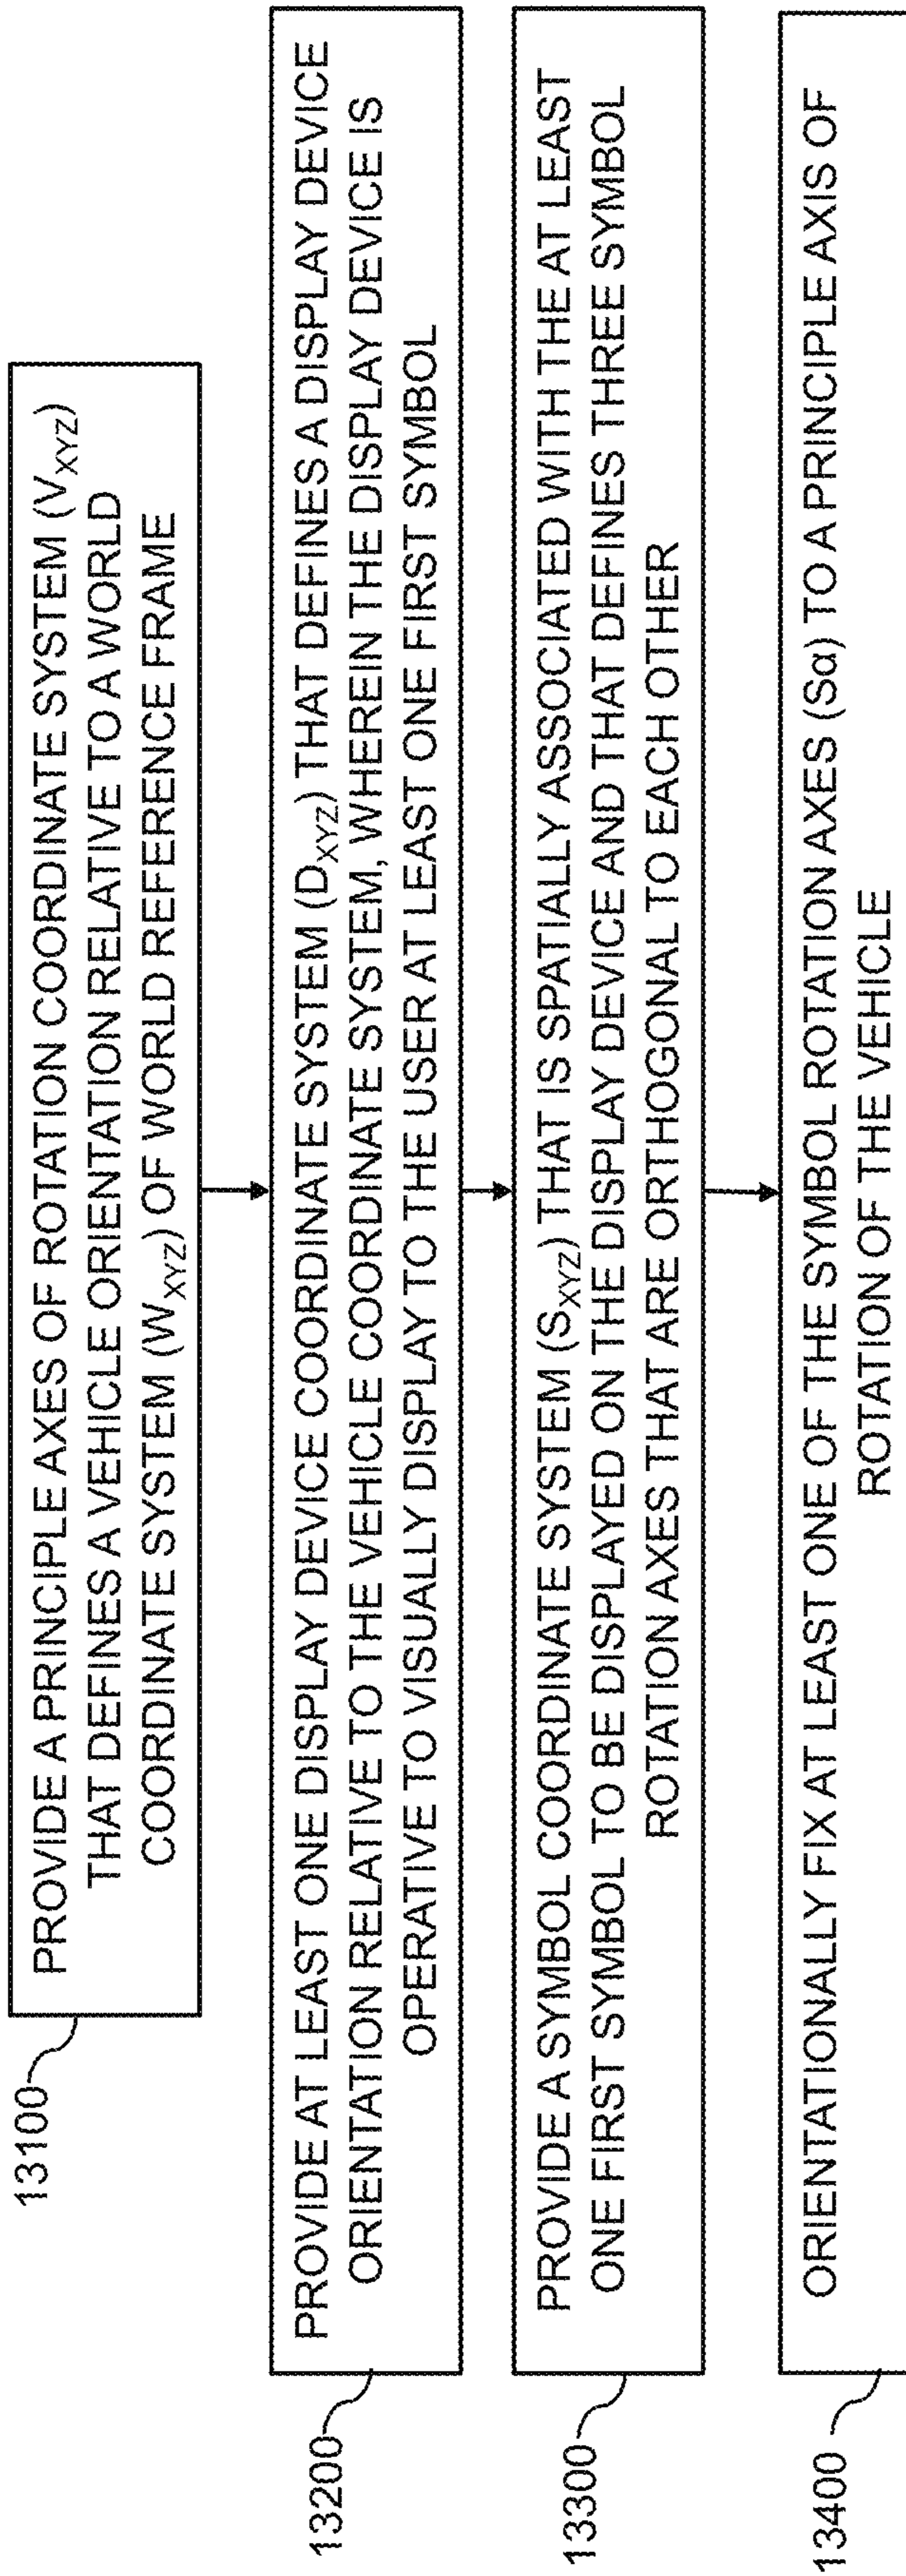 13100
PROVIDE A PRINCIPLE AXES OF ROTATION COORDINATE SYSTEM (V_XYZ)
THAT DEFINES A VEHICLE ORIENTATION RELATIVE TO A WORLD
COORDINATE SYSTEM (W_XYZ) OF WORLD REFERENCE FRAME
13200
PROVIDE AT LEAST ONE DISPLAY DEVICE COORDINATE SYSTEM (D_XYZ) THAT DEFINES A DISPLAY DEVICE
ORIENTATION RELATIVE TO THE VEHICLE COORDINATE SYSTEM, WHEREIN THE DISPLAY DEVICE IS
OPERATIVE TO VISUALLY DISPLAY TO THE USER AT LEAST ONE FIRST SYMBOL
13300
PROVIDE A SYMBOL COORDINATE SYSTEM (S_XYZ) THAT IS SPATIALLY ASSOCIATED WITH THE AT LEAST
ONE FIRST SYMBOL TO BE DISPLAYED ON THE DISPLAY DEVICE AND THAT DEFINES THREE SYMBOL
ROTATION AXES THAT ARE ORTHOGONAL TO EACH OTHER
13400
ORIENTATIONALLY FIX AT LEAST ONE OF THE SYMBOL ROTATION AXES (Sα) TO A PRINCIPLE AXIS OF
ROTATION OF THE VEHICLE